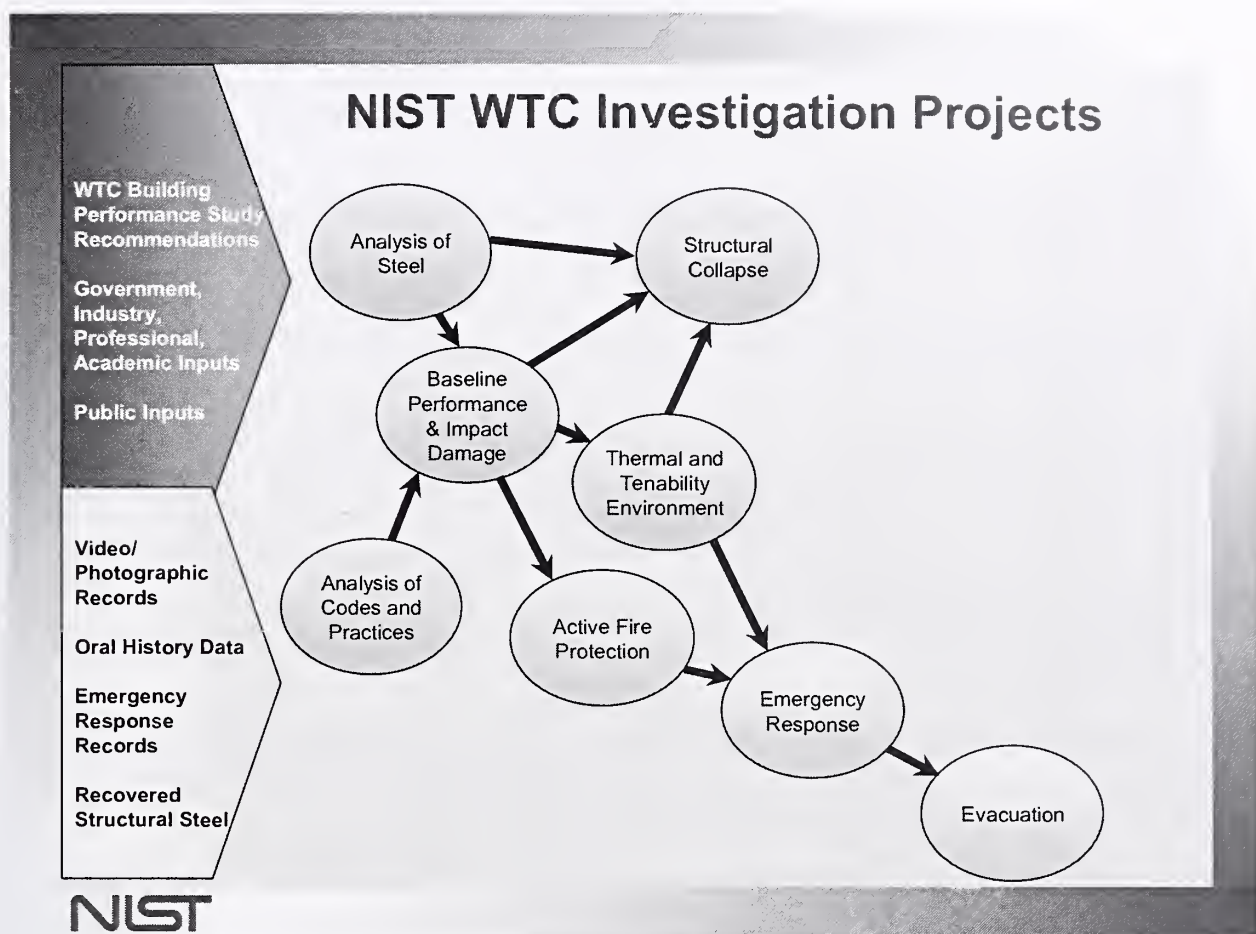 NIST WTC Investigation Projects
WTC Building
Performance Study
Recommendations
Government,
Industry,
Professional,
Academic Inputs
Public Inputs
Video/
Photographic
Records
Oral History Data
Emergency
Response
Records
Recovered
Structural Steel
Analysis of
Steel
Structural
Collapse
Baseline
Performance
& Impact
Damage
Thermal and
Tenability
Environment
Analysis of
Codes and
Practices
Active Fire
Protection
Emergency
Response
Evacuation
NIST